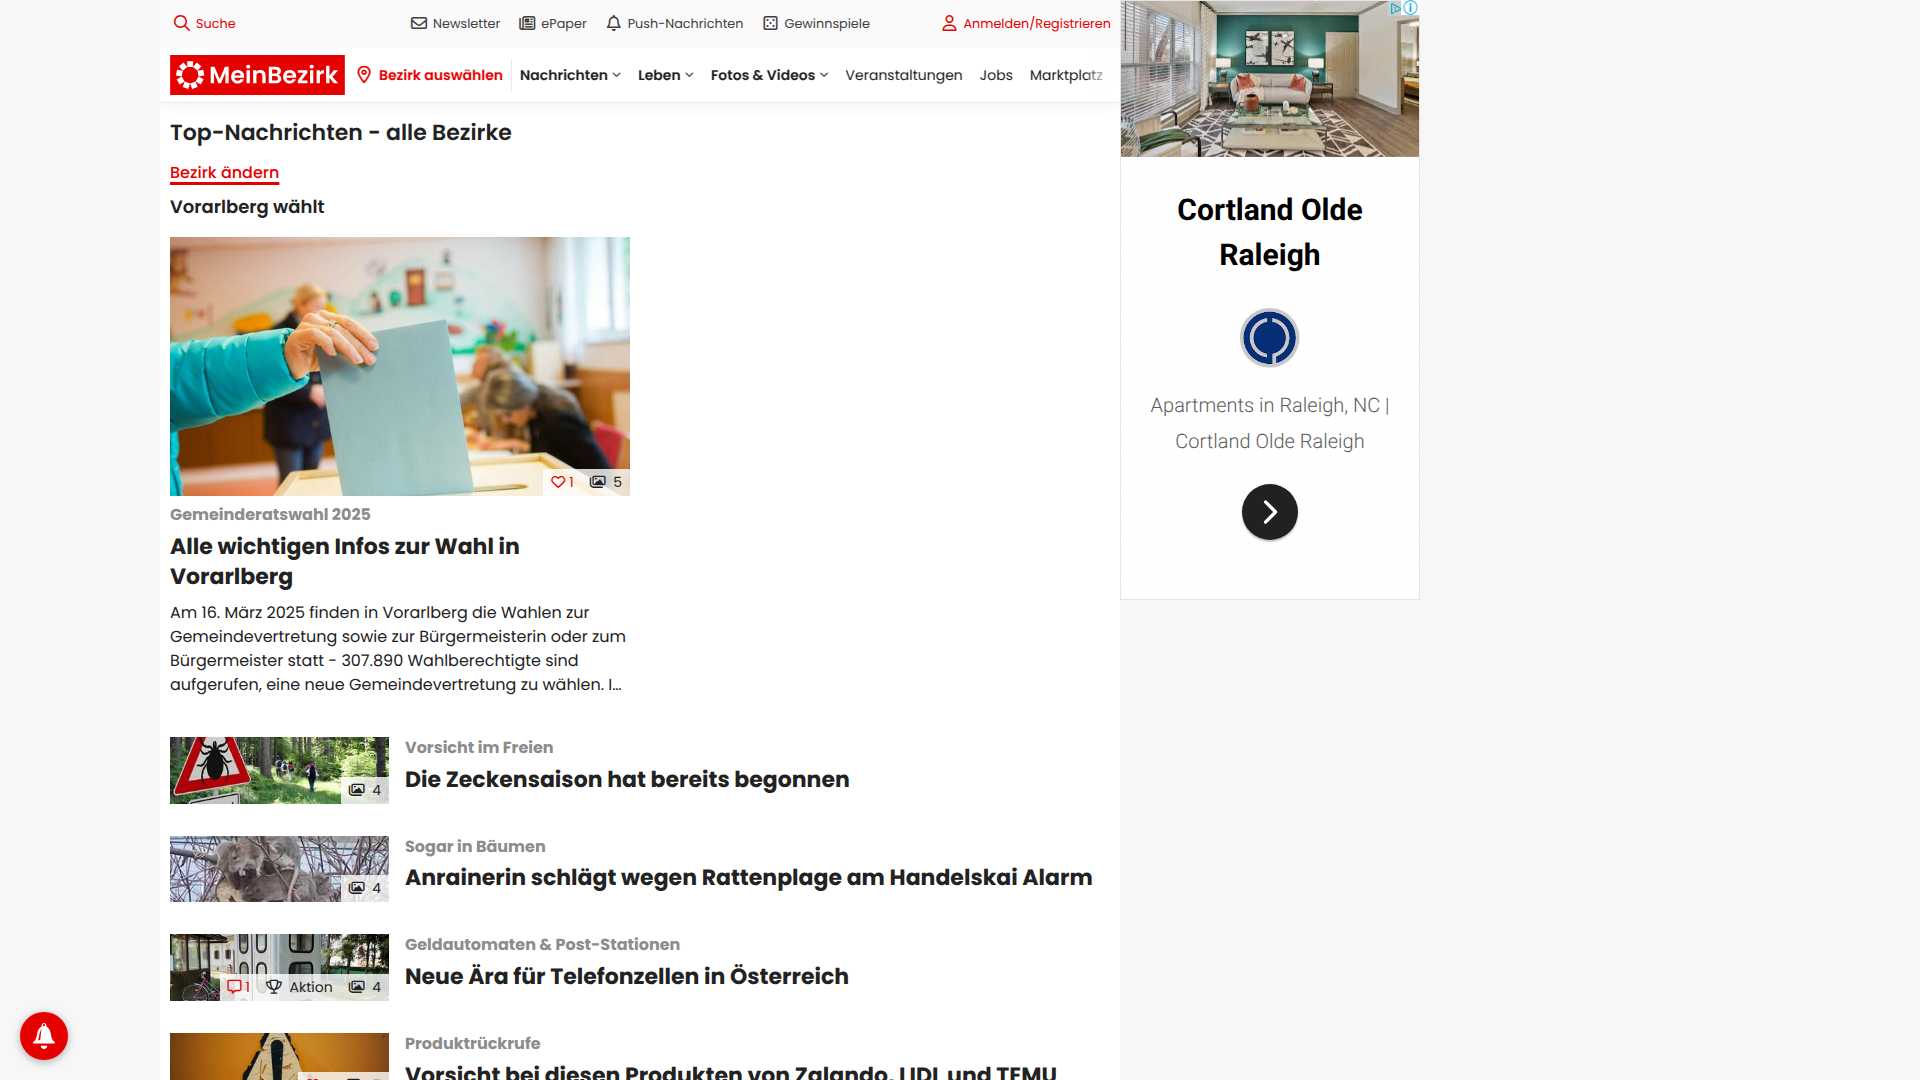 Suche
Newsletter
ePaper
Push-Nachrichten
Gewinnspiele
Anmelden/Registrieren
MeinBezirk
Bezirk auswählen
Nachrichten
Leben
Fotos & Videos
Veranstaltungen
Jobs
Marktplatz
Top-Nachrichten - alle Bezirke
Bezirk ändern
Vorarlberg wählt
1
5
Gemeinderatswahl 2025
Alle wichtigen Infos zur Wahl in
Vorarlberg
Am 16. März 2025 finden in Vorarlberg die Wahlen zur
Gemeindevertretung sowie zur Bürgermeisterin oder zum
Bürgermeister statt - 307.890 Wahlberechtigte sind
aufgerufen, eine neue Gemeindevertretung zu wählen. I...
4
Vorsicht im Freien
Die Zeckensaison hat bereits begonnen
4
Sogar in Bäumen
Anrainerin schlägt wegen Rattenplage am Handelskai Alarm
1
Aktion
4
Geldautomaten & Post-Stationen
Neue Ära für Telefonzellen in Österreich
Produktrückrufe
Vorsicht bei diesen Produkten von Zalando, LIDL und TEMU
Cortland Olde
Raleigh
Apartments in Raleigh, NC |
Cortland Olde Raleigh